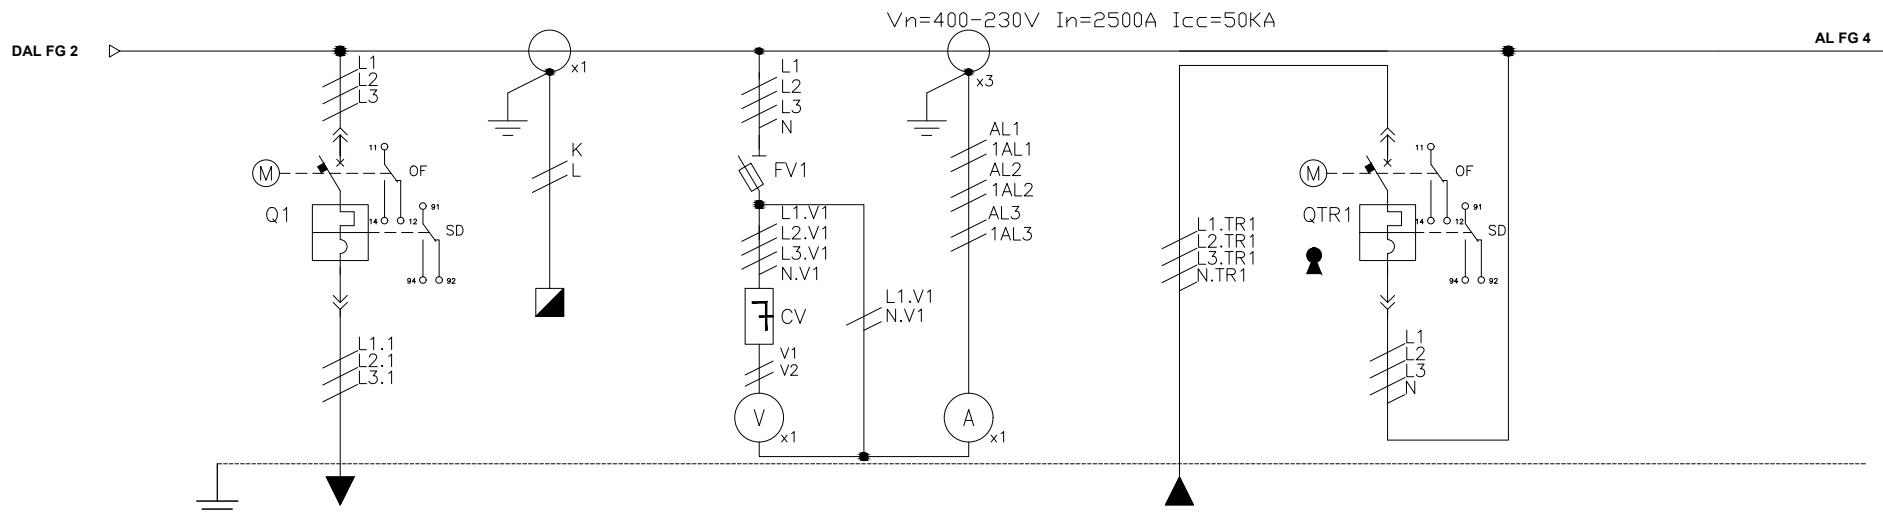 Vn=400-230V In=2500A Icc=50KA
DAL FG 2
AL FG 4
L1
L2
L3
M
11
OF
Q1
14
12
91
SD
94
92
L1.1
L2.1
L3.1
x1
K
L
L1
L2
L3
N
FV1
L1.V1
L2.V1
L3.V1
N.V1
CV
V1
V2
V
x1
L1.V1
N.V1
x3
AL1
1AL1
AL2
1AL2
AL3
1AL3
A
x1
L1.TR1
L2.TR1
L3.TR1
N.TR1
M
11
OF
QTR1
14
12
91
SD
94
92
L1
L2
L3
N